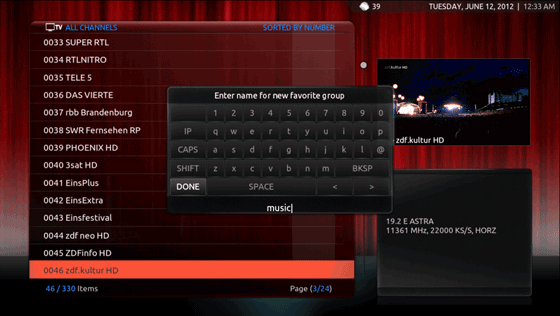 TV ALL CHANNELS SORTED BY NUMBER
39 TUESDAY, JUNE 12, 2012 | 12:33 AM
0033 SUPER RTL
0034 RTLNITRO
0035 TELE 5
0036 DAS VIERTE
0037 rbb Brandenburg
0038 SWR Fernsehen RP
0039 PHOENIX HD
0040 3sat HD
0041 EinsPlus
0042 EinsExtra
0043 Einsfestival
0044 zdf neo HD
0045 ZDFinfo HD
0046 zdf.kultur HD
46 / 330 Items Page (3/24)
Enter name for new favorite group
1 2 3 4 5 6 7 8 9 0
IP q w e r t y u i o p
CAPS a s d f g h j k l @
SHIFT z x c v b n m BKSP
DONE SPACE < >
music|
zdf.kultur HD
zdf.kultur HD
19.2 E ASTRA
11361 MHz, 22000 KS/S, HORZ